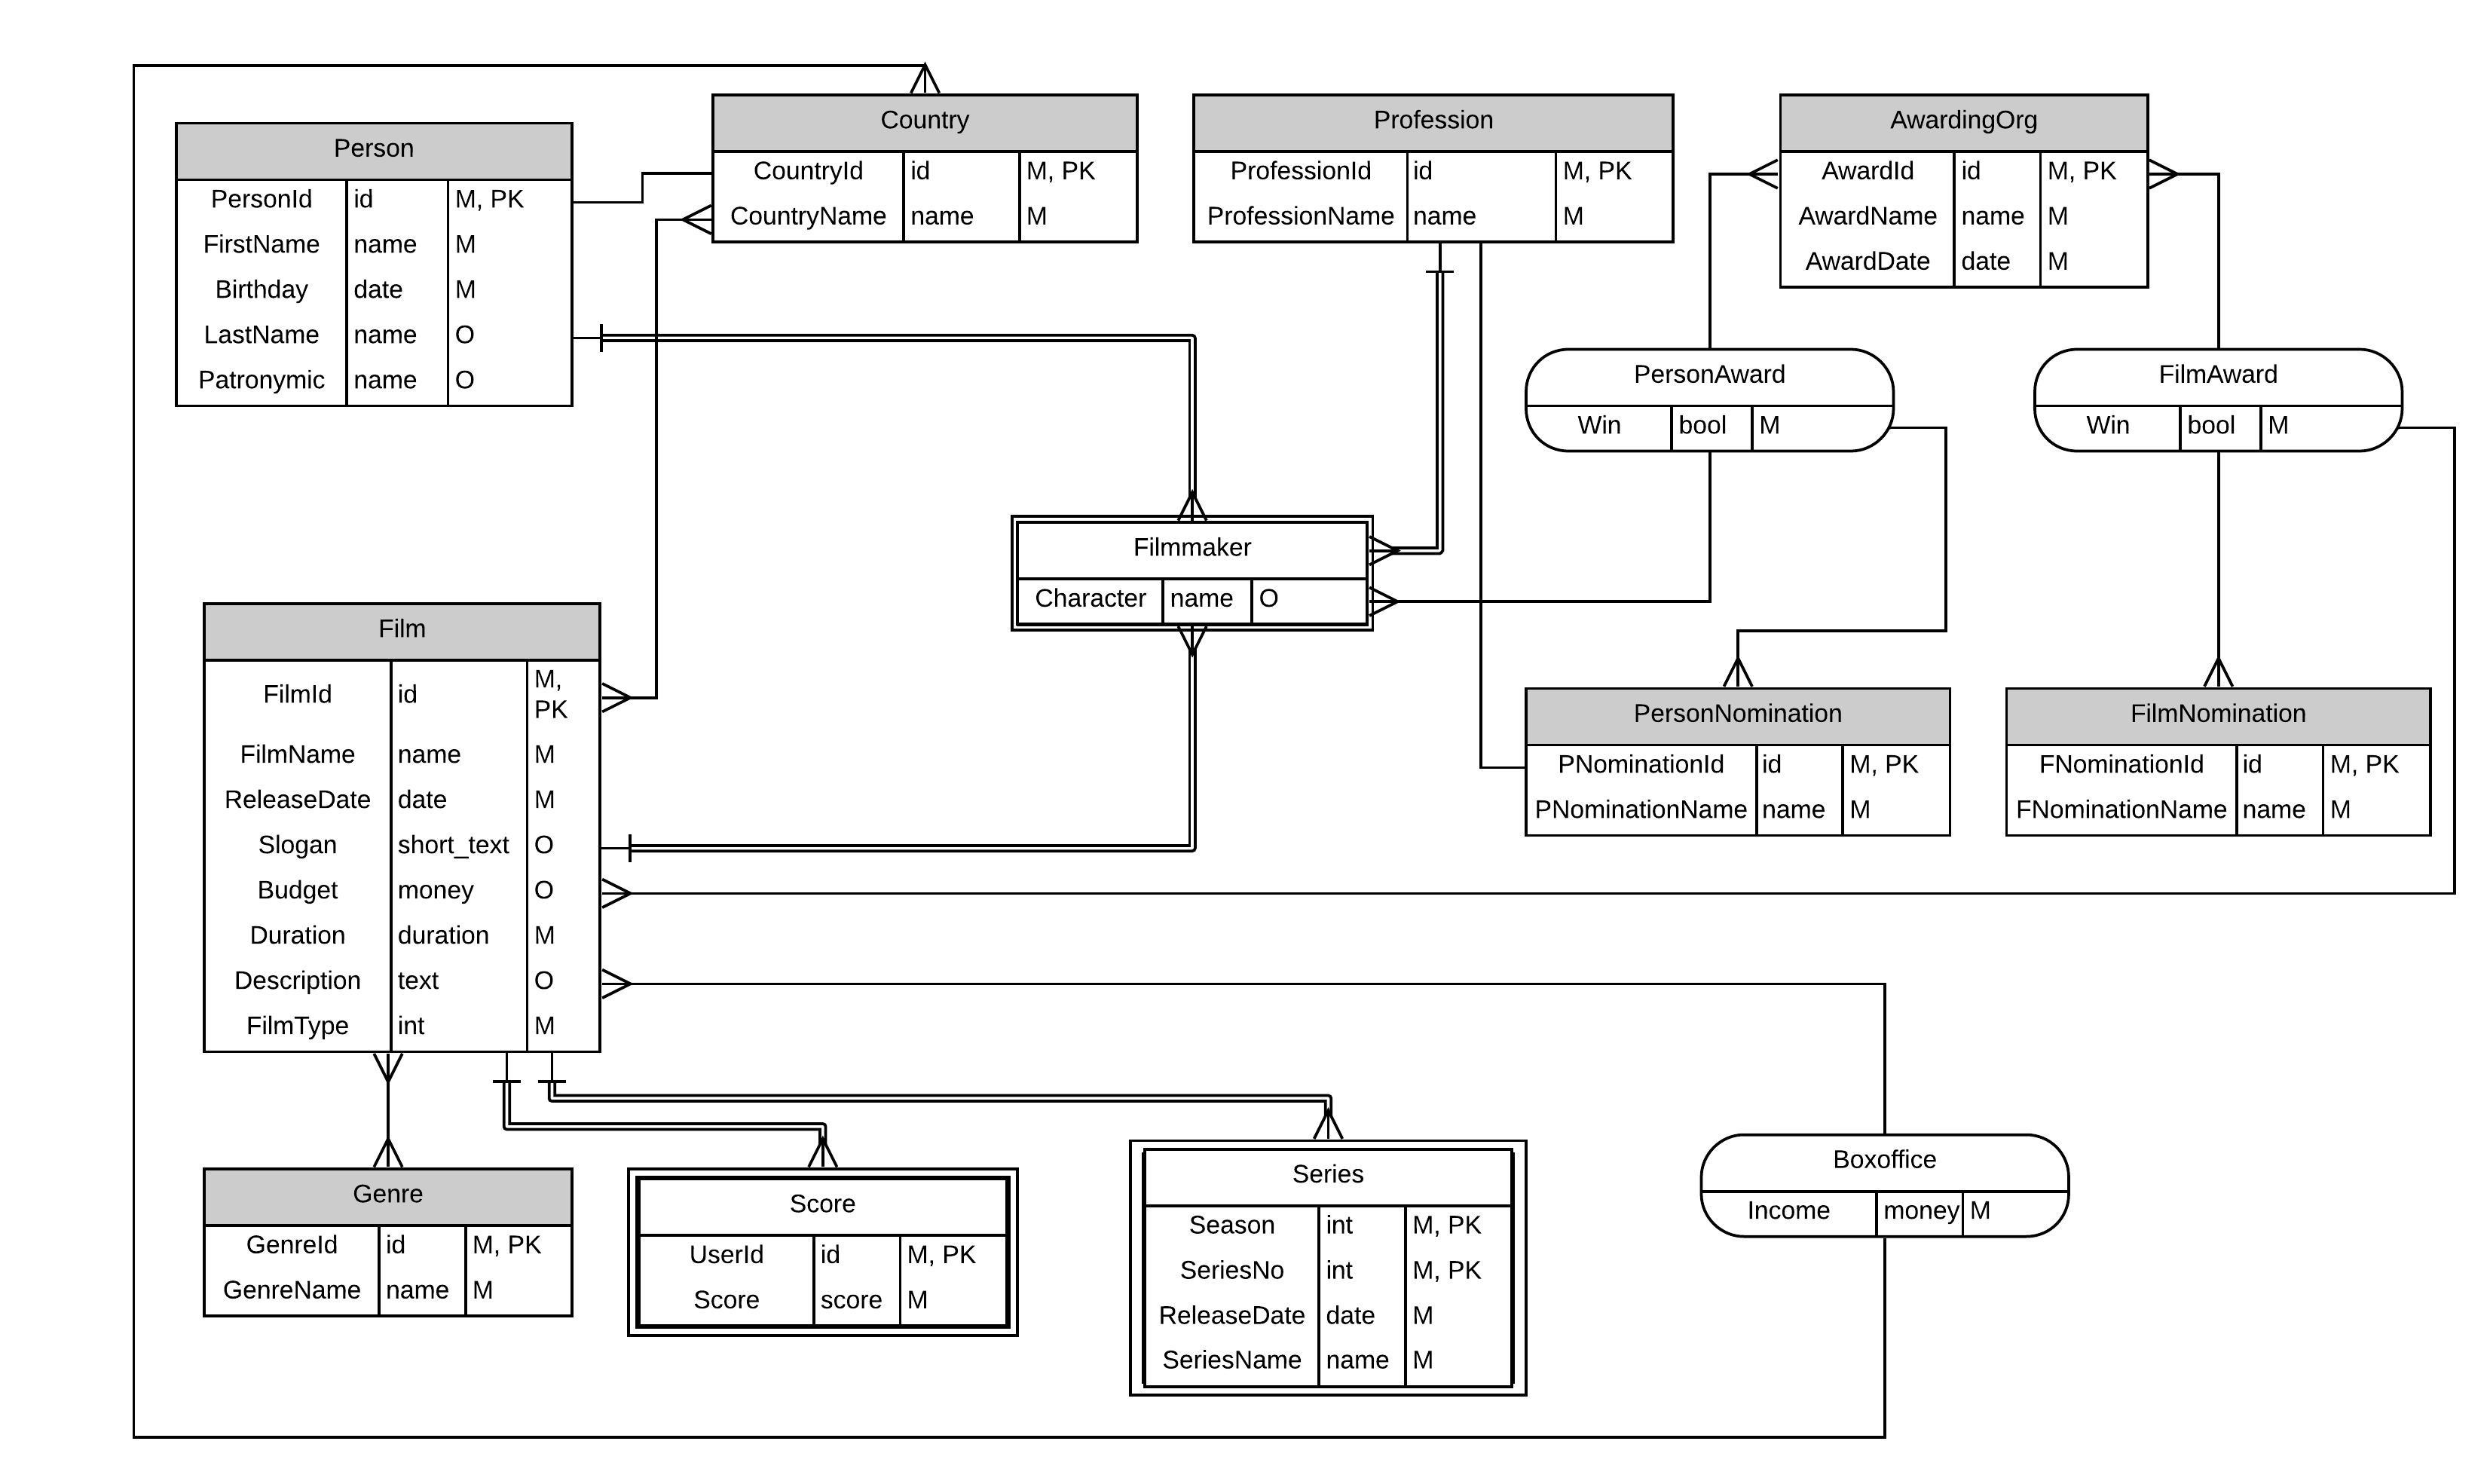 Person
PersonId id M, PK
FirstName name M
Birthday date M
LastName name O
Patronymic name O
Country
CountryId id M, PK
CountryName name M
Profession
ProfessionId id M, PK
ProfessionName name M
AwardingOrg
AwardId id M, PK
AwardName name M
AwardDate date M
PersonAward
Win bool M
FilmAward
Win bool M
Filmmaker
Character name O
Film
FilmId id M, PK
FilmName name M
ReleaseDate date M
Slogan short_text O
Budget money O
Duration duration M
Description text O
FilmType int M
PersonNomination
PNominationId id M, PK
PNominationName name M
FilmNomination
FNominationId id M, PK
FNominationName name M
Genre
GenreId id M, PK
GenreName name M
Score
UserId id M, PK
Score score M
Series
Season int M, PK
SeriesNo int M, PK
ReleaseDate date M
SeriesName name M
Boxoffice
Income money M